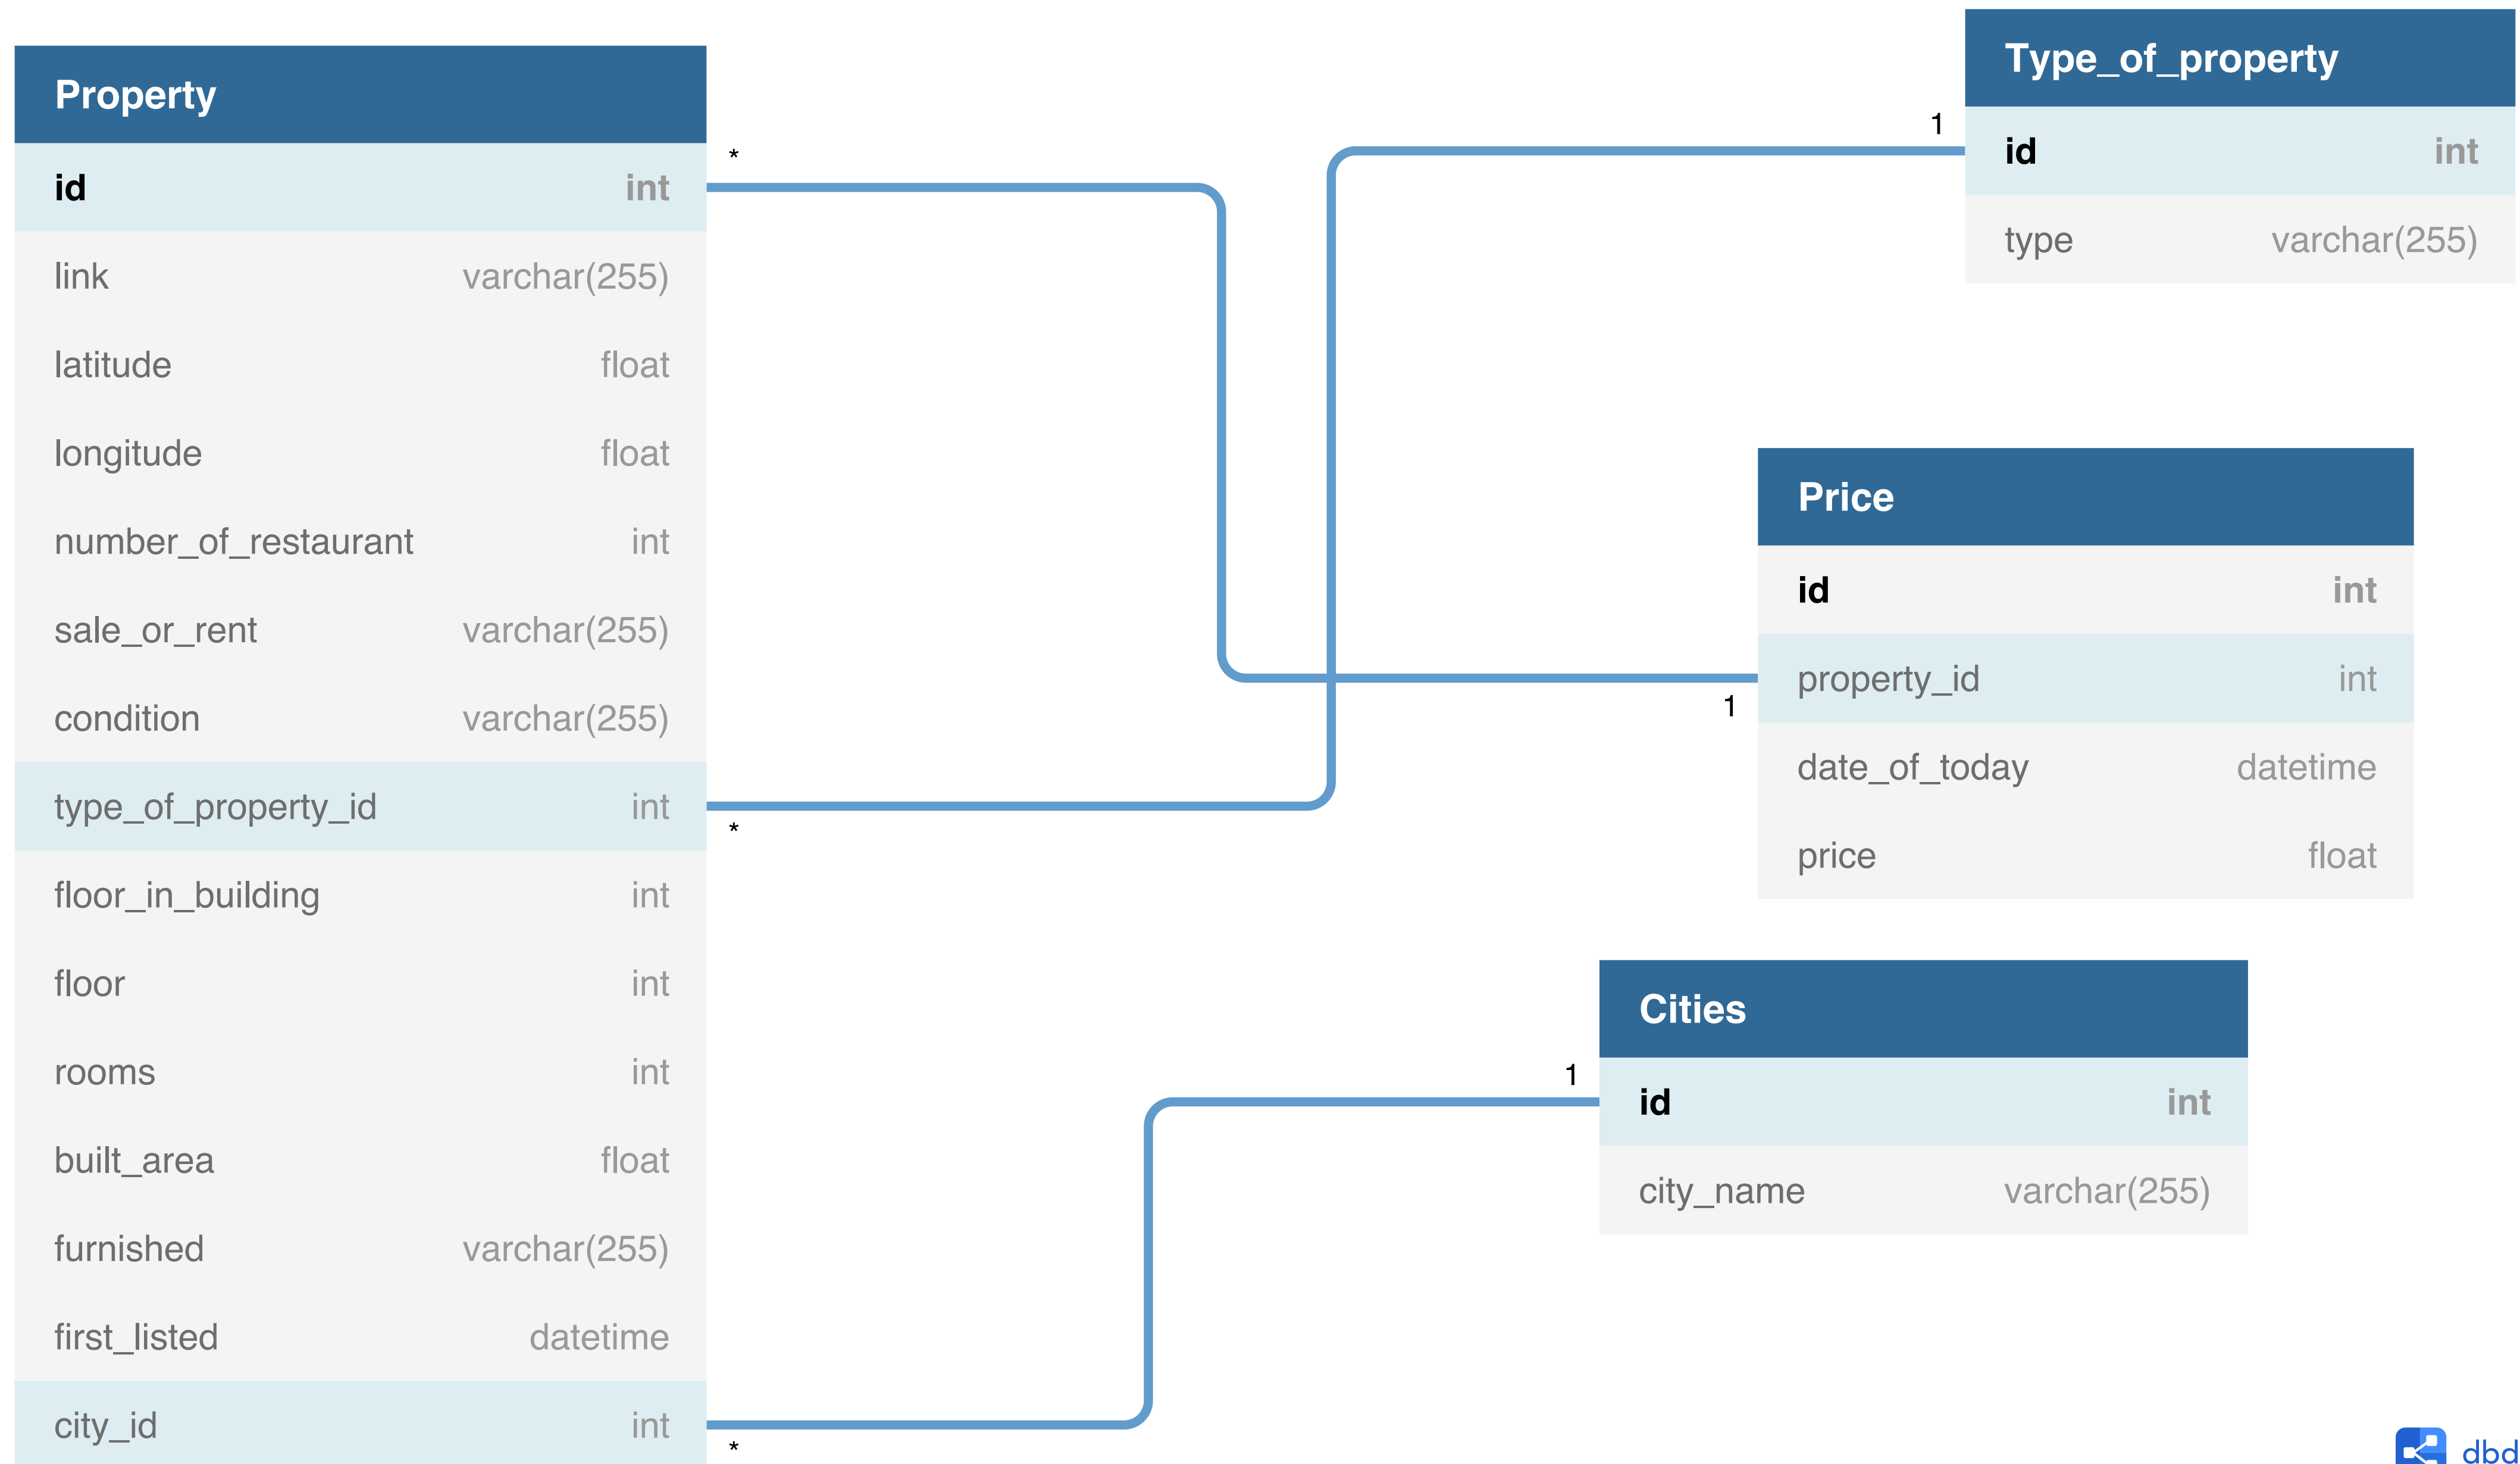 Property
id int
link varchar(255)
latitude float
longitude float
number_of_restaurant int
sale_or_rent varchar(255)
condition varchar(255)
type_of_property_id int
floor_in_building int
floor int
rooms int
built_area float
furnished varchar(255)
first_listed datetime
city_id int
*
*
*
1
1
1
Type_of_property
id int
type varchar(255)
Price
id int
property_id int
date_of_today datetime
price float
Cities
id int
city_name varchar(255)
dbd